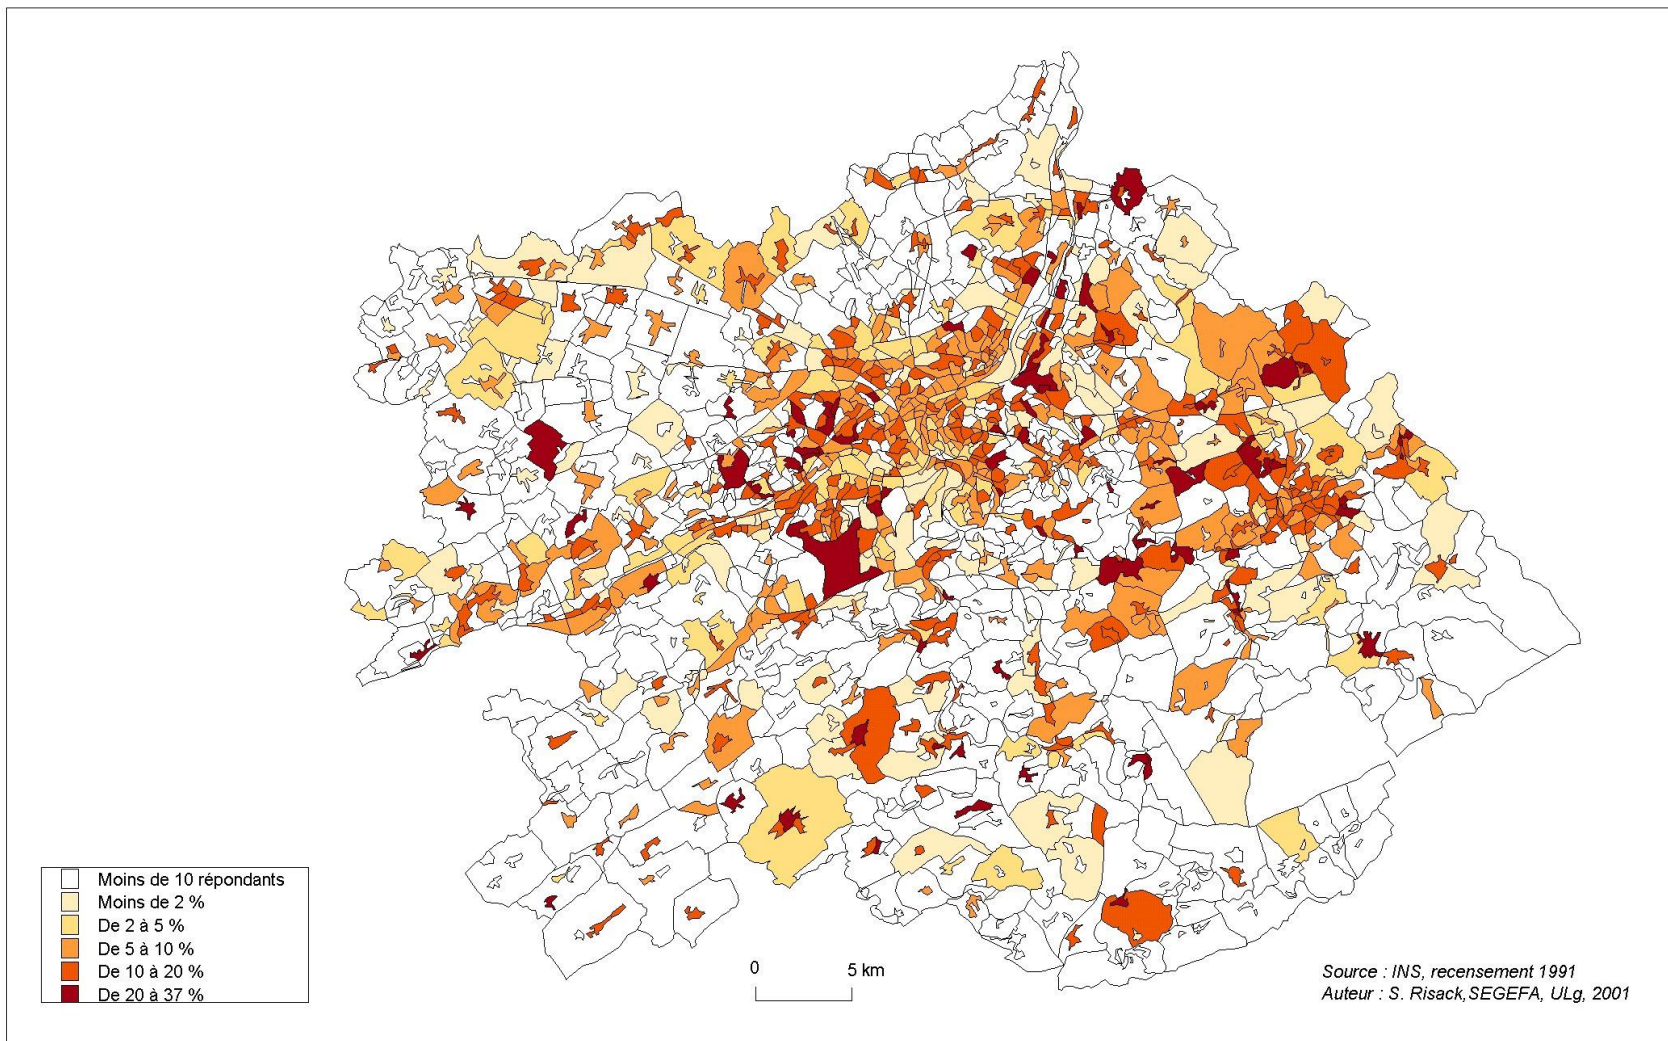 Moins de 10 répondants
Moins de 2 %
De 2 à 5 %
De 5 à 10 %
De 10 à 20 %
De 20 à 37 %
0 5 km
Source : INS, recensement 1991
Auteur : S. Risack,SEGEFA, ULg, 2001